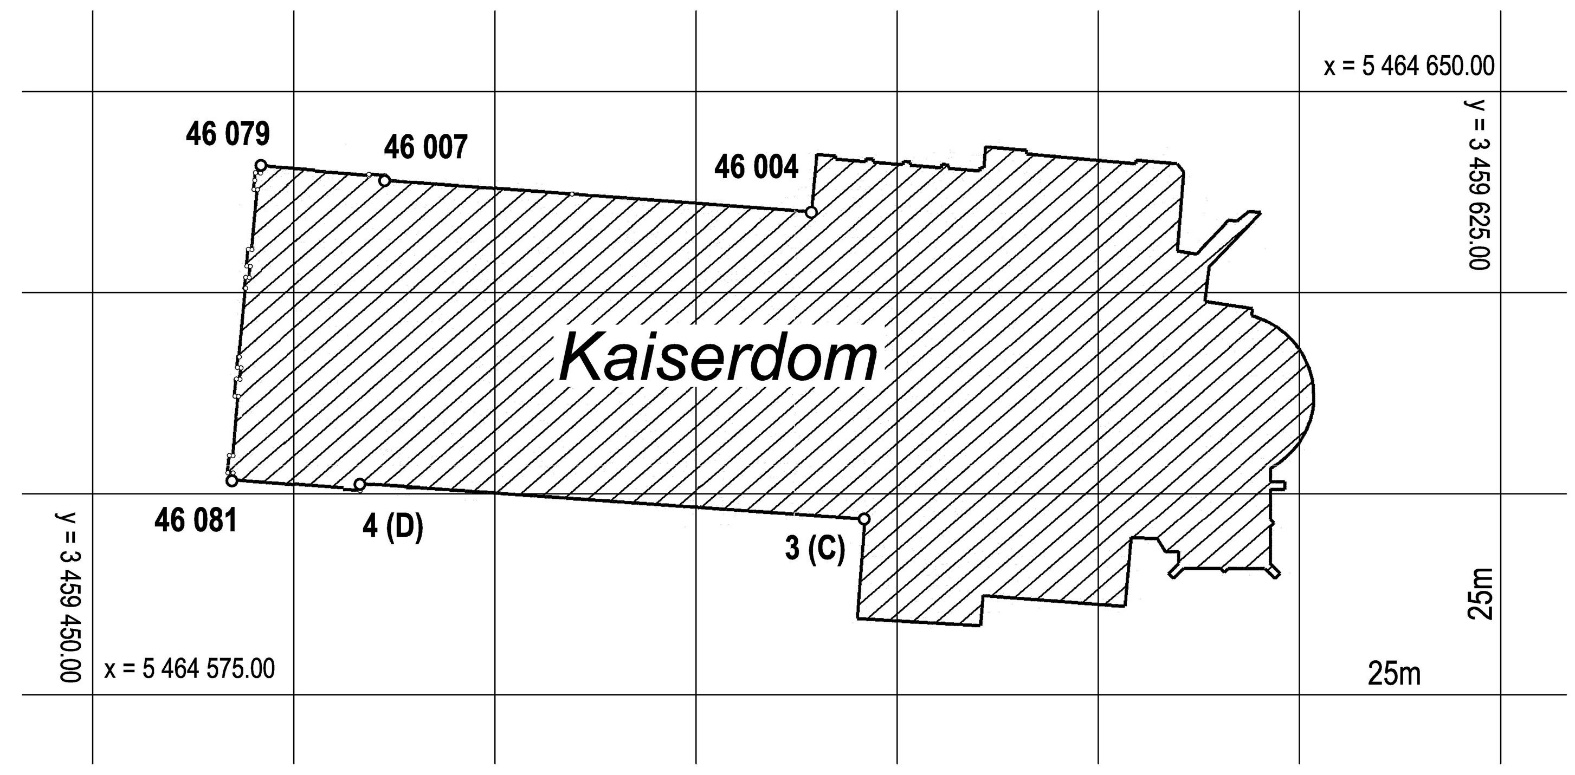 x = 5 464 650.00
y = 3 459 625.00
46 079
46 007
46 004
Kaiserdom
46 081
4 (D)
3 (C)
y = 3 459 450.00
x = 5 464 575.00
25m
25m